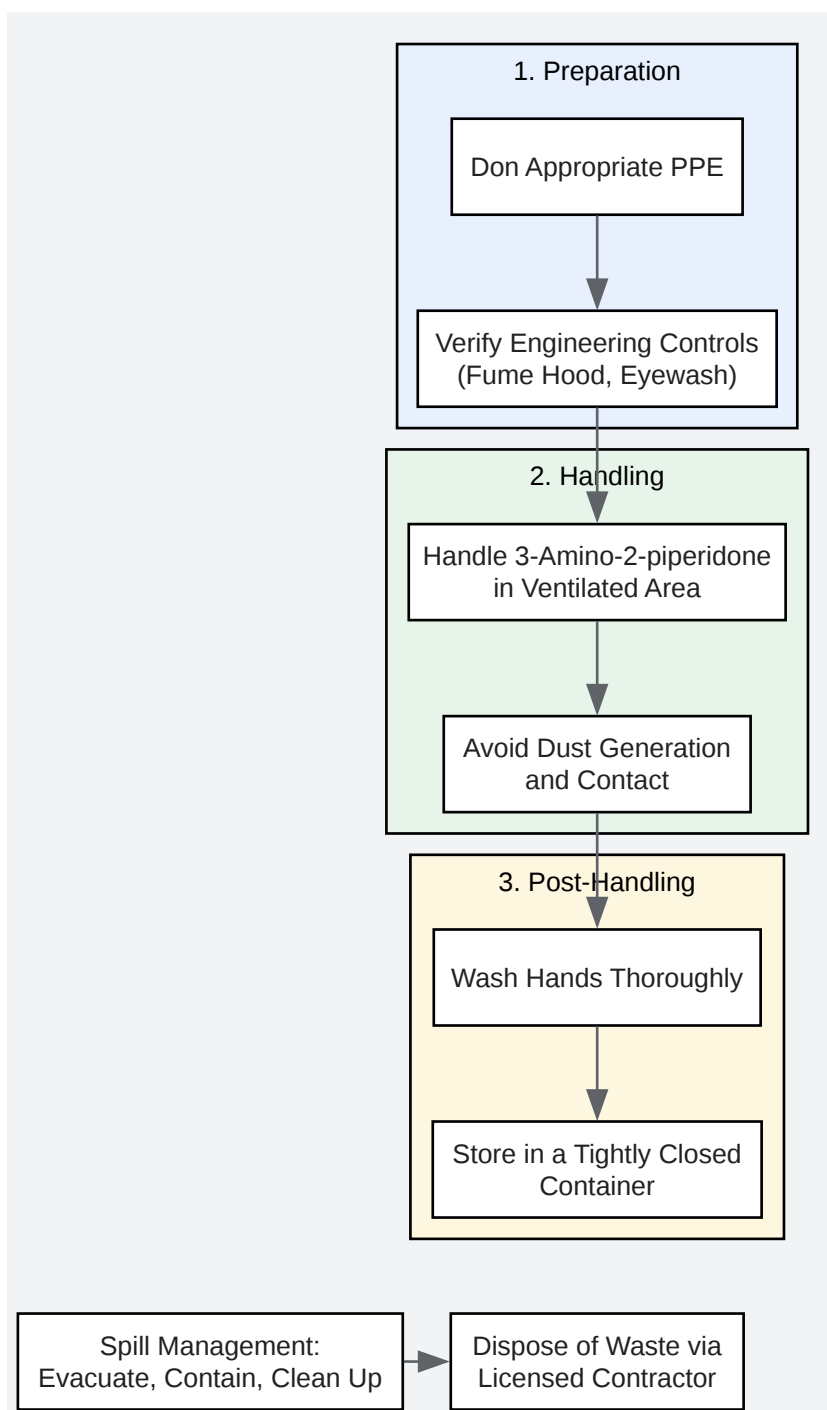 1. Preparation
Don Appropriate PPE
Verify Engineering Controls
(Fume Hood, Eyewash)
2. Handling
Handle 3-Amino-2-piperidone
in Ventilated Area
Avoid Dust Generation
and Contact
3. Post-Handling
Wash Hands Thoroughly
Store in a Tightly Closed
Container
Spill Management:
Evacuate, Contain, Clean Up
Dispose of Waste via
Licensed Contractor